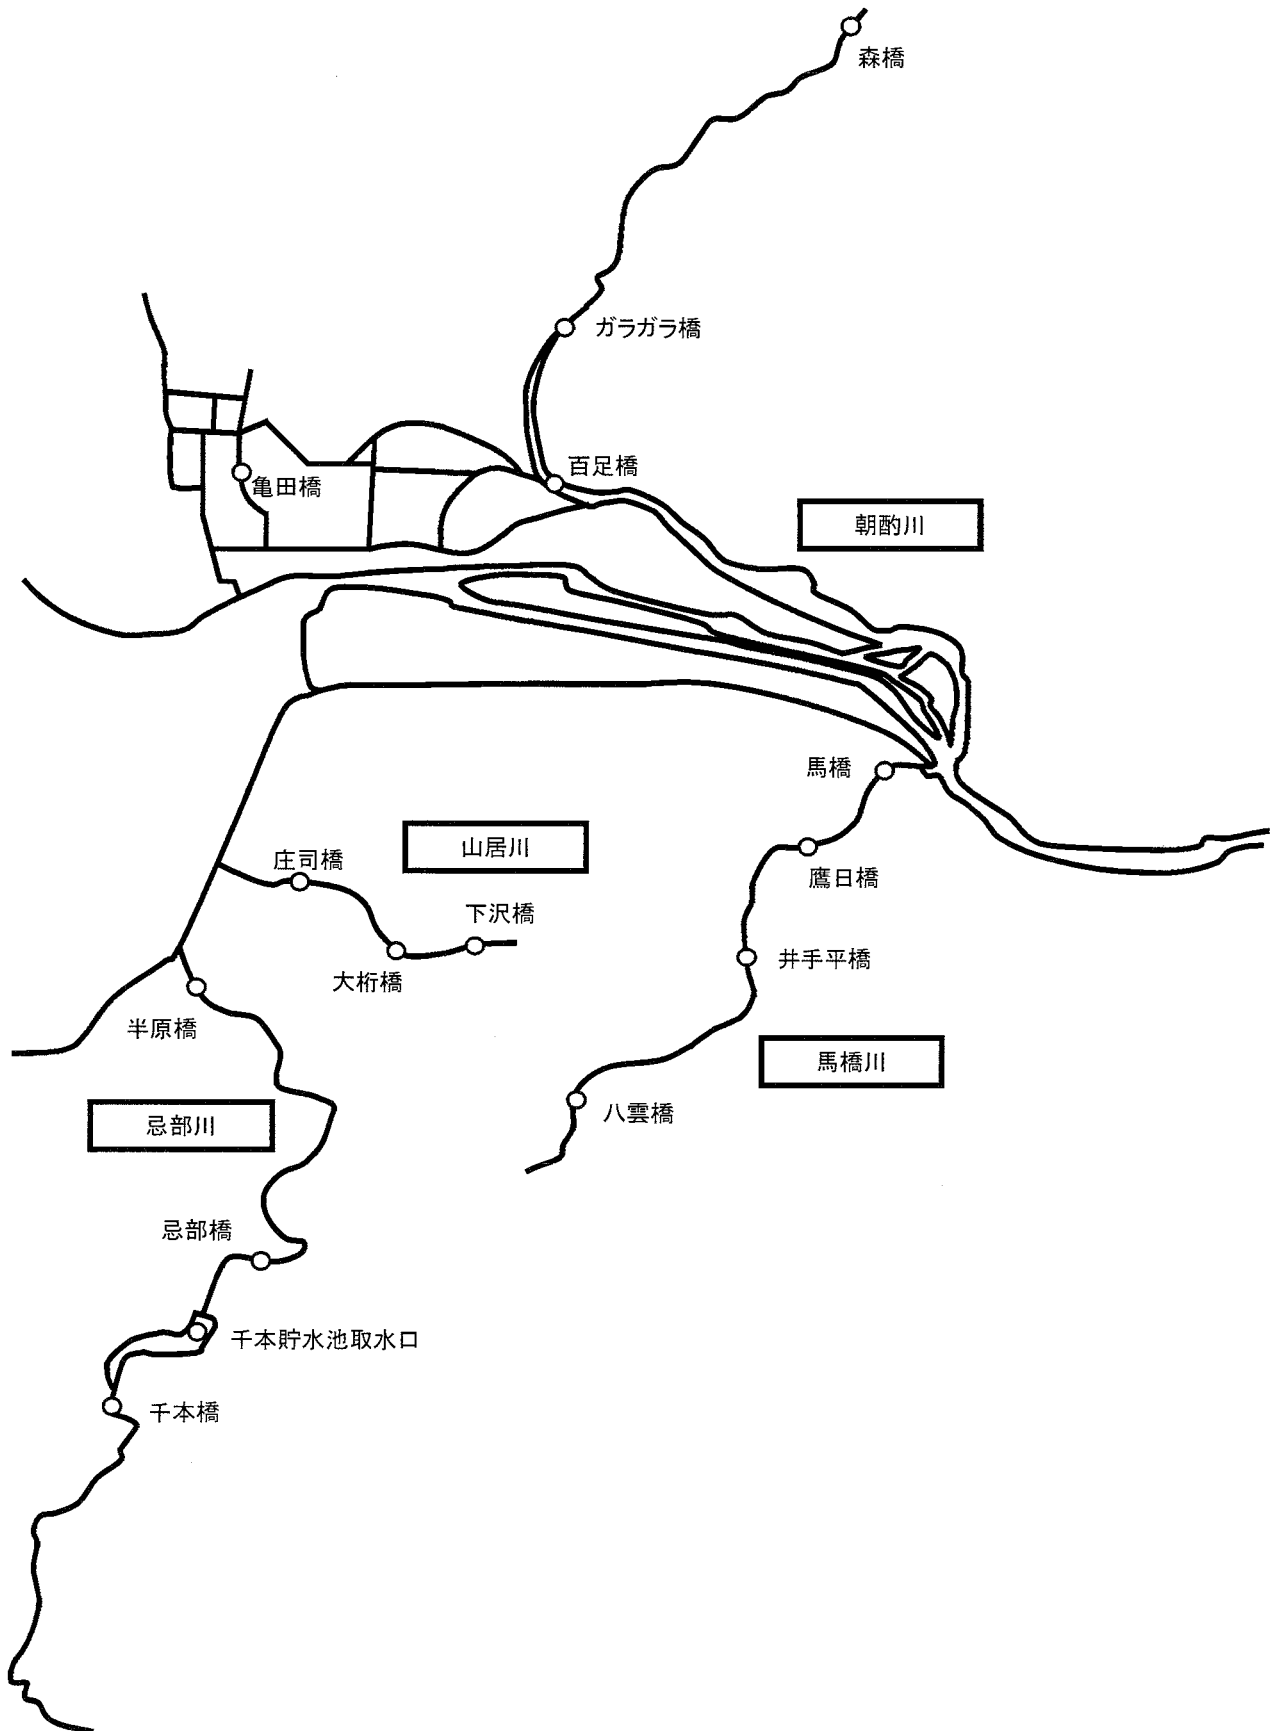 森橋
ガラガラ橋
百足橋
亀田橋
朝酌川
馬橋
山居川
庄司橋
鷹日橋
下沢橋
井手平橋
大桁橋
半原橋
馬橋川
八雲橋
忌部川
忌部橋
千本貯水池取水口
千本橋